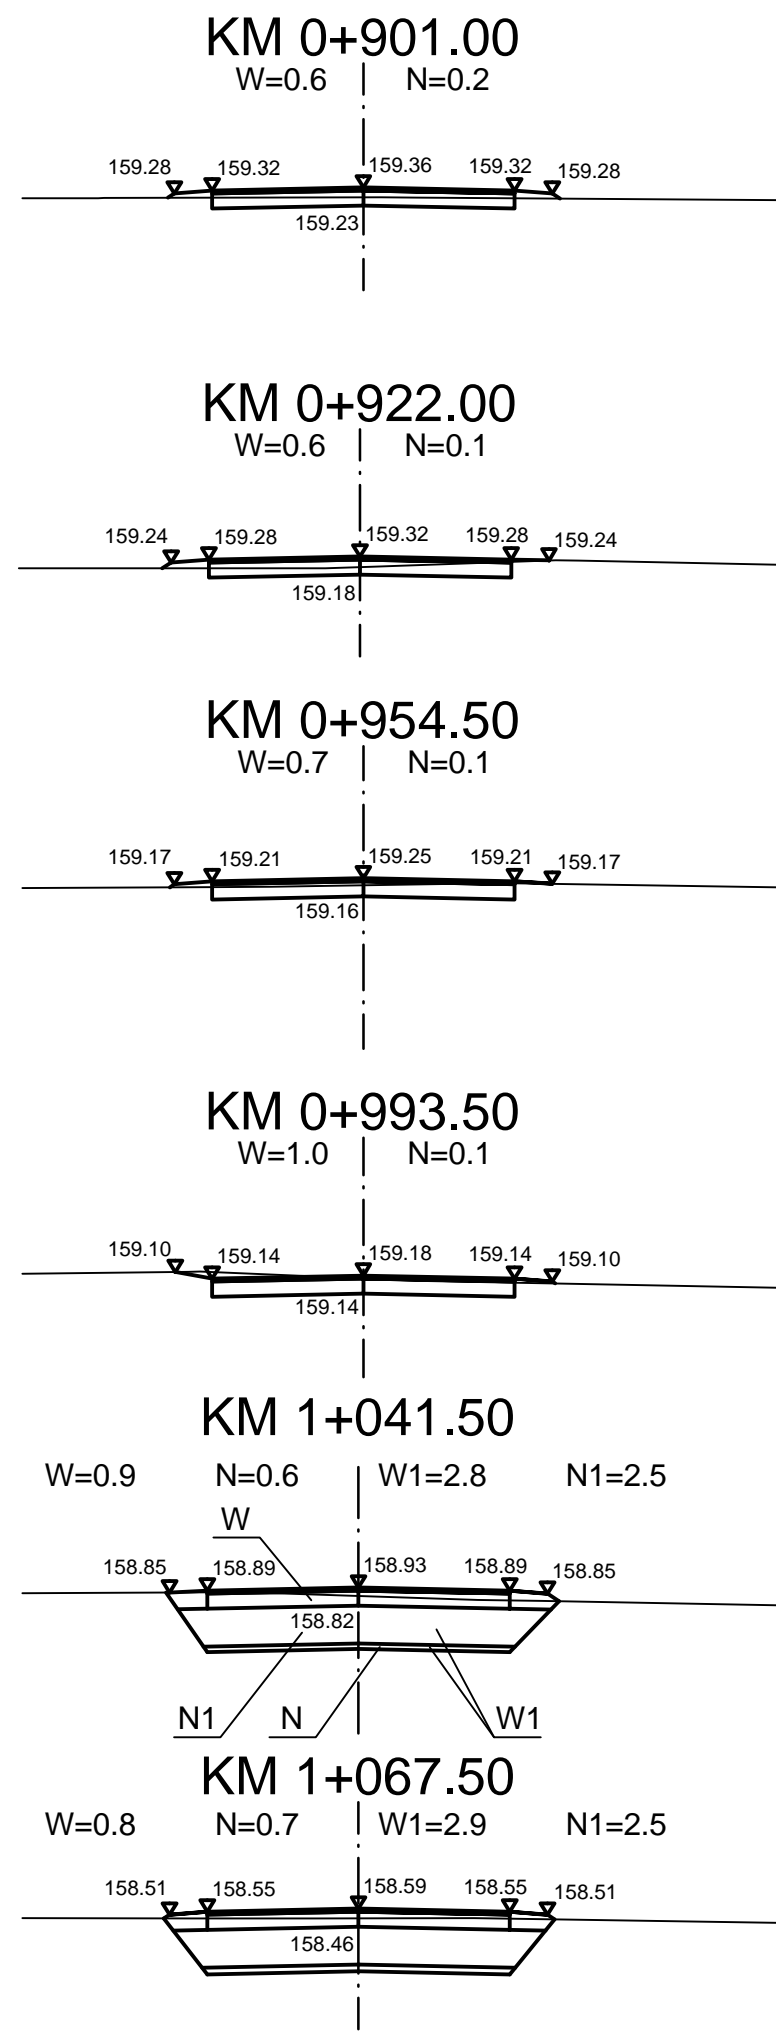 KM 0+901.00
W=0.6 N=0.2
159.28 159.32 159.36 159.32 159.28
159.23
KM 0+922.00
W=0.6 N=0.1
159.24 159.28 159.32 159.28 159.24
159.18
KM 0+954.50
W=0.7 N=0.1
159.17 159.21 159.25 159.21 159.17
159.16
KM 0+993.50
W=1.0 N=0.1
159.10 159.14 159.18 159.14 159.10
159.14
KM 1+041.50
W=0.9 N=0.6 W1=2.8 N1=2.5
W
158.85 158.89 158.93 158.89 158.85
158.82
N1 N W1
KM 1+067.50
W=0.8 N=0.7 W1=2.9 N1=2.5
158.51 158.55 158.59 158.55 158.51
158.46